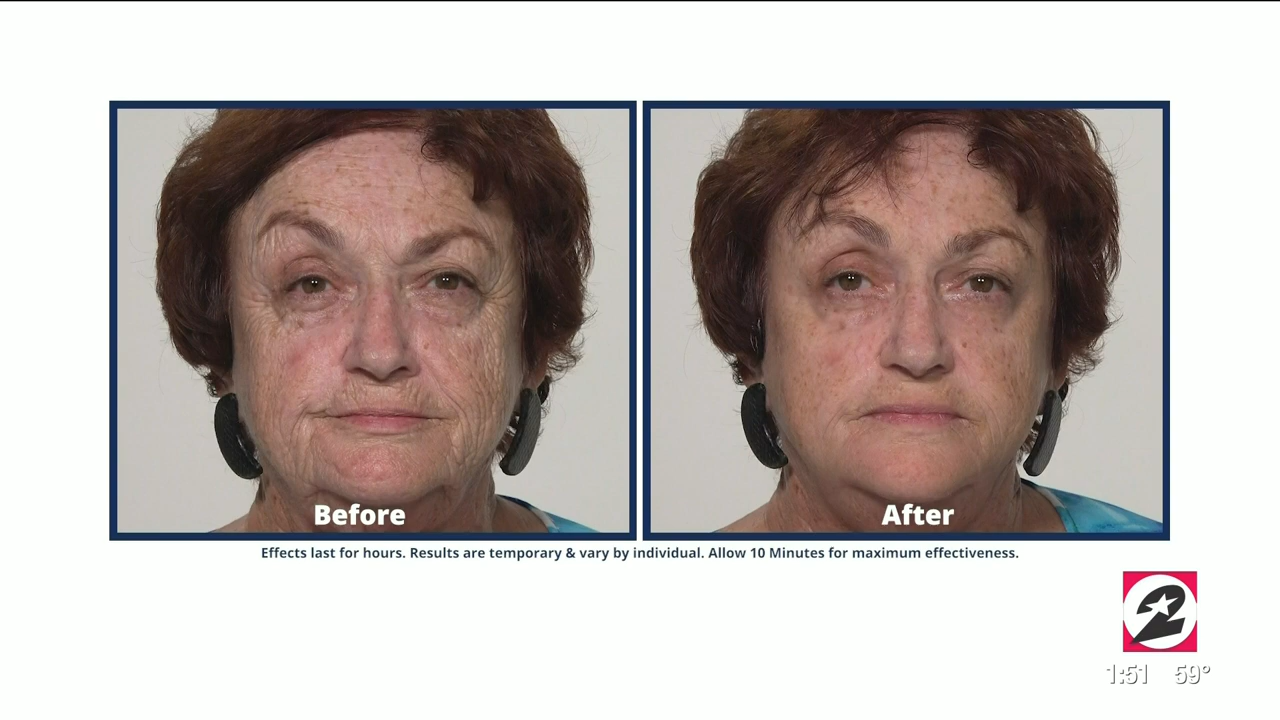 Before
After
Effects last for hours. Results are temporary & vary by individual. Allow 10 Minutes for maximum effectiveness.
2
1:51 59°